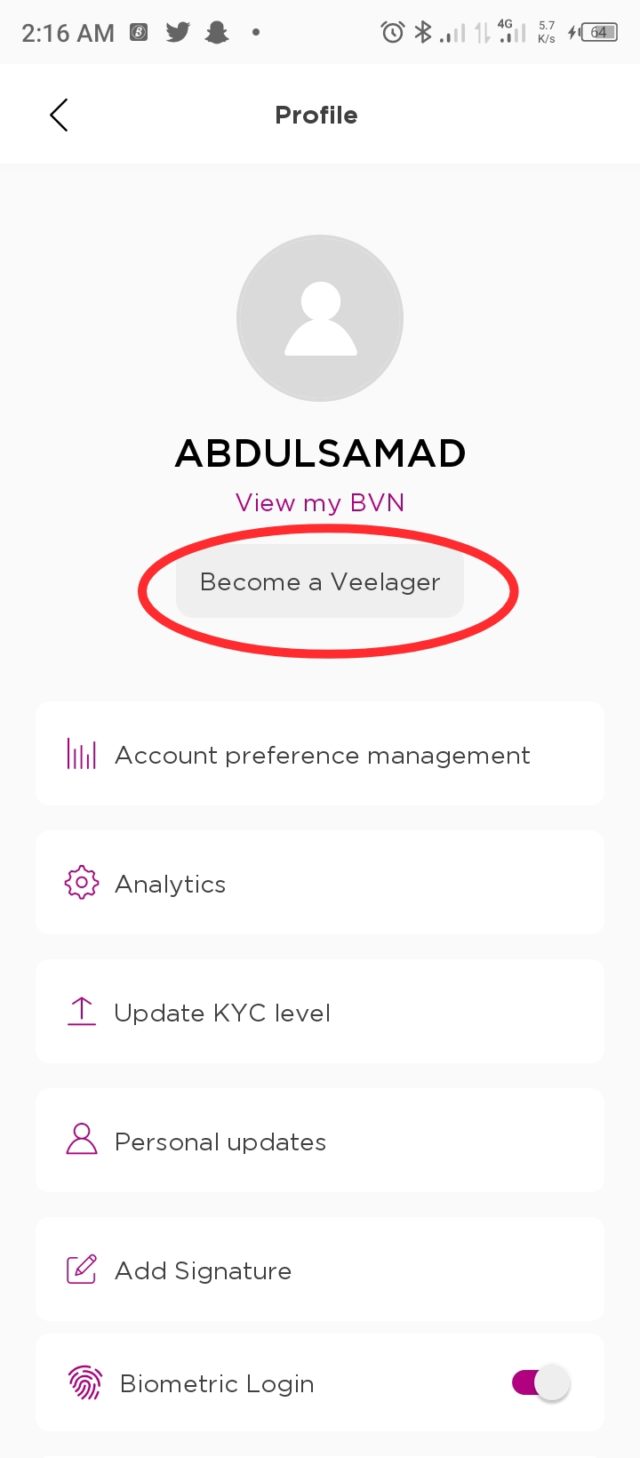 2:16 AM
4G 5.7 K/s 64
Profile
ABDULSAMAD
View my BVN
Become a Veelager
Account preference management
Analytics
Update KYC level
Personal updates
Add Signature
Biometric Login